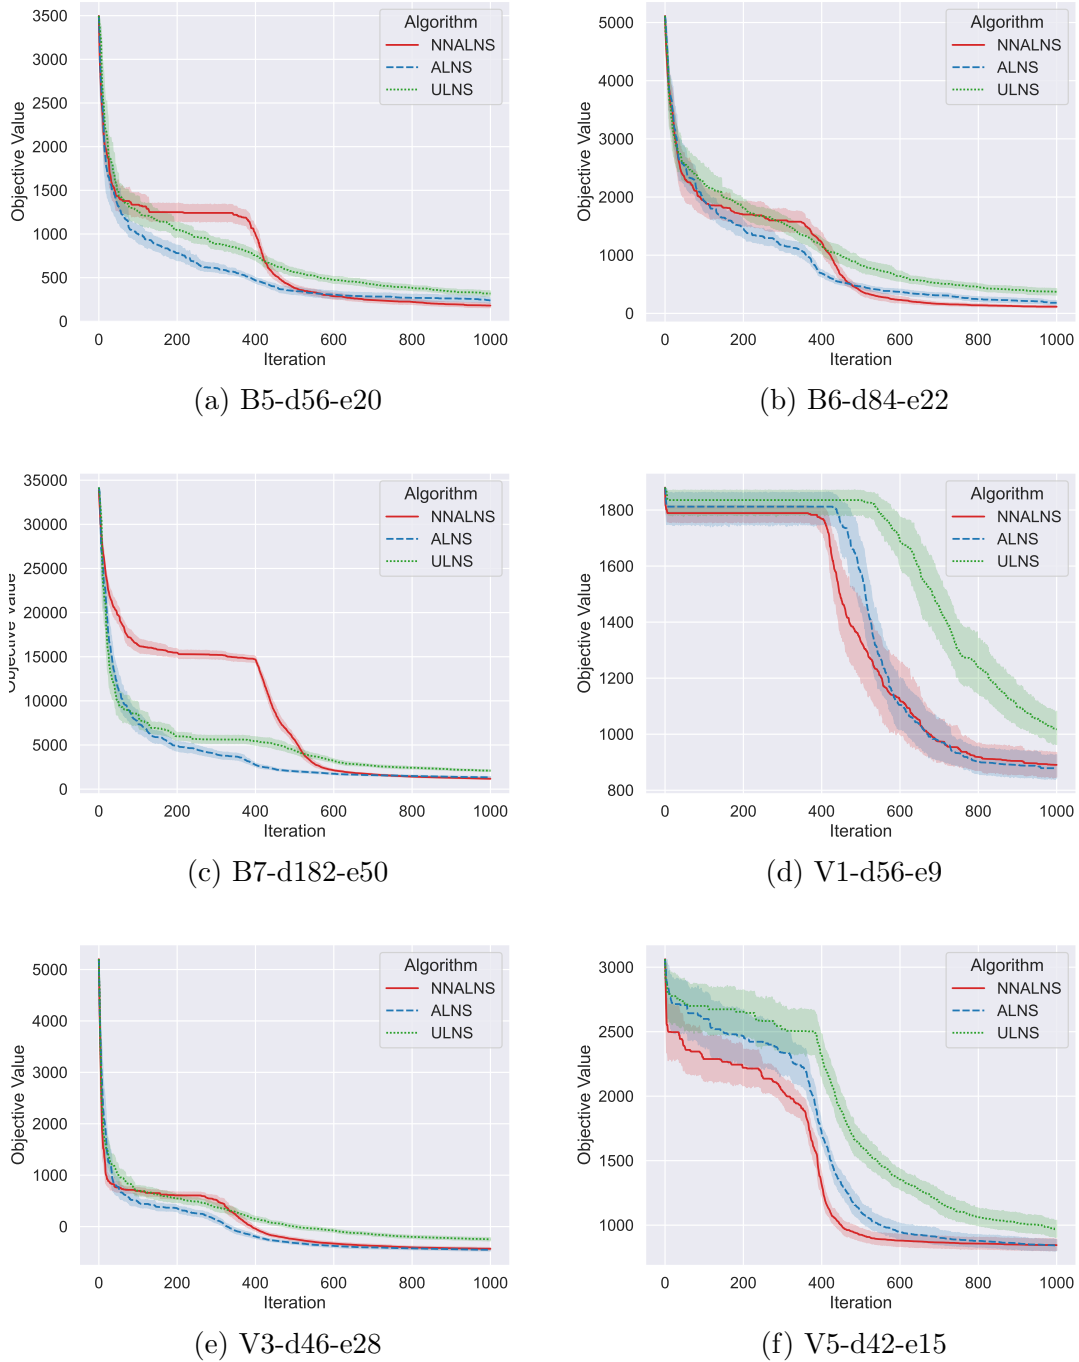 3500
3000
2500
2000
1500
1000
500
0
Objective Value
Algorithm
NNALNS
ALNS
ULNS
0 200 400 600 800 1000
Iteration
(a) B5-d56-e20
5000
4000
3000
2000
1000
0
Objective Value
Algorithm
NNALNS
ALNS
ULNS
0 200 400 600 800 1000
Iteration
(b) B6-d84-e22
35000
30000
25000
20000
15000
10000
5000
0
Objective Value
Algorithm
NNALNS
ALNS
ULNS
0 200 400 600 800 1000
Iteration
(c) B7-d182-e50
1800
1600
1400
1200
1000
800
Objective Value
Algorithm
NNALNS
ALNS
ULNS
0 200 400 600 800 1000
Iteration
(d) V1-d56-e9
5000
4000
3000
2000
1000
0
Objective Value
Algorithm
NNALNS
ALNS
ULNS
0 200 400 600 800 1000
Iteration
(e) V3-d46-e28
3000
2500
2000
1500
1000
Objective Value
Algorithm
NNALNS
ALNS
ULNS
0 200 400 600 800 1000
Iteration
(f) V5-d42-e15